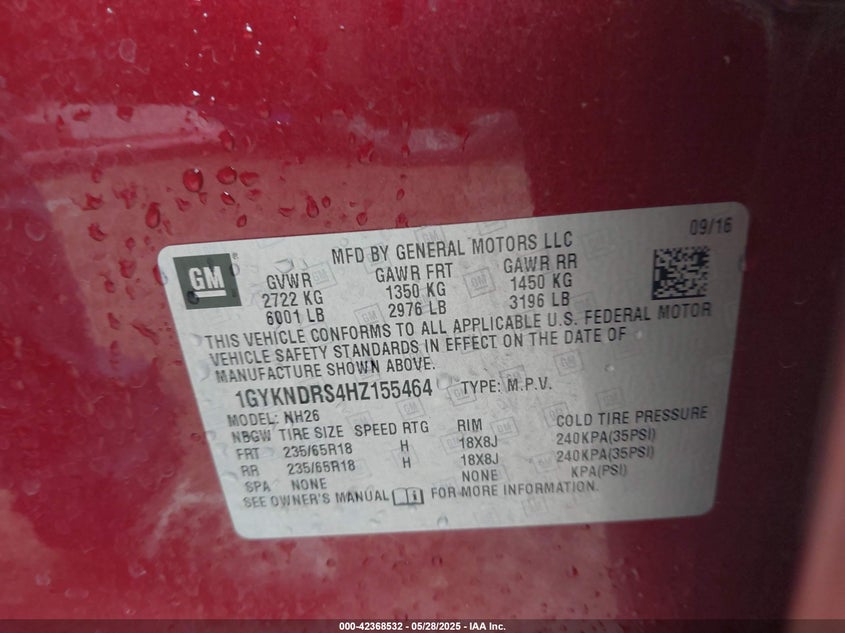 09/16
MFD BY GENERAL MOTORS LLC
GM
GVWR GAWR FRT GAWR RR
2722 KG 1350 KG 1450 KG
6001 LB 2976 LB 3196 LB
THIS VEHICLE CONFORMS TO ALL APPLICABLE U.S. FEDERAL MOTOR
VEHICLE SAFETY STANDARDS IN EFFECT ON THE DATE OF
MANUFACTURE SHOWN ABOVE.
1GYKNDRS4HZ155464 TYPE: M.P.V.
MODEL: NH26
NBGW TIRE SIZE SPEED RTG RIM COLD TIRE PRESSURE
FRT 235/65R18 H 18X8J 240KPA(35PSI)
RR 235/65R18 H 18X8J 240KPA(35PSI)
SPA NONE NONE KPA(PSI)
SEE OWNER'S MANUAL FOR MORE INFORMATION.
000-42368532 - 05/28/2025 - IAA Inc.